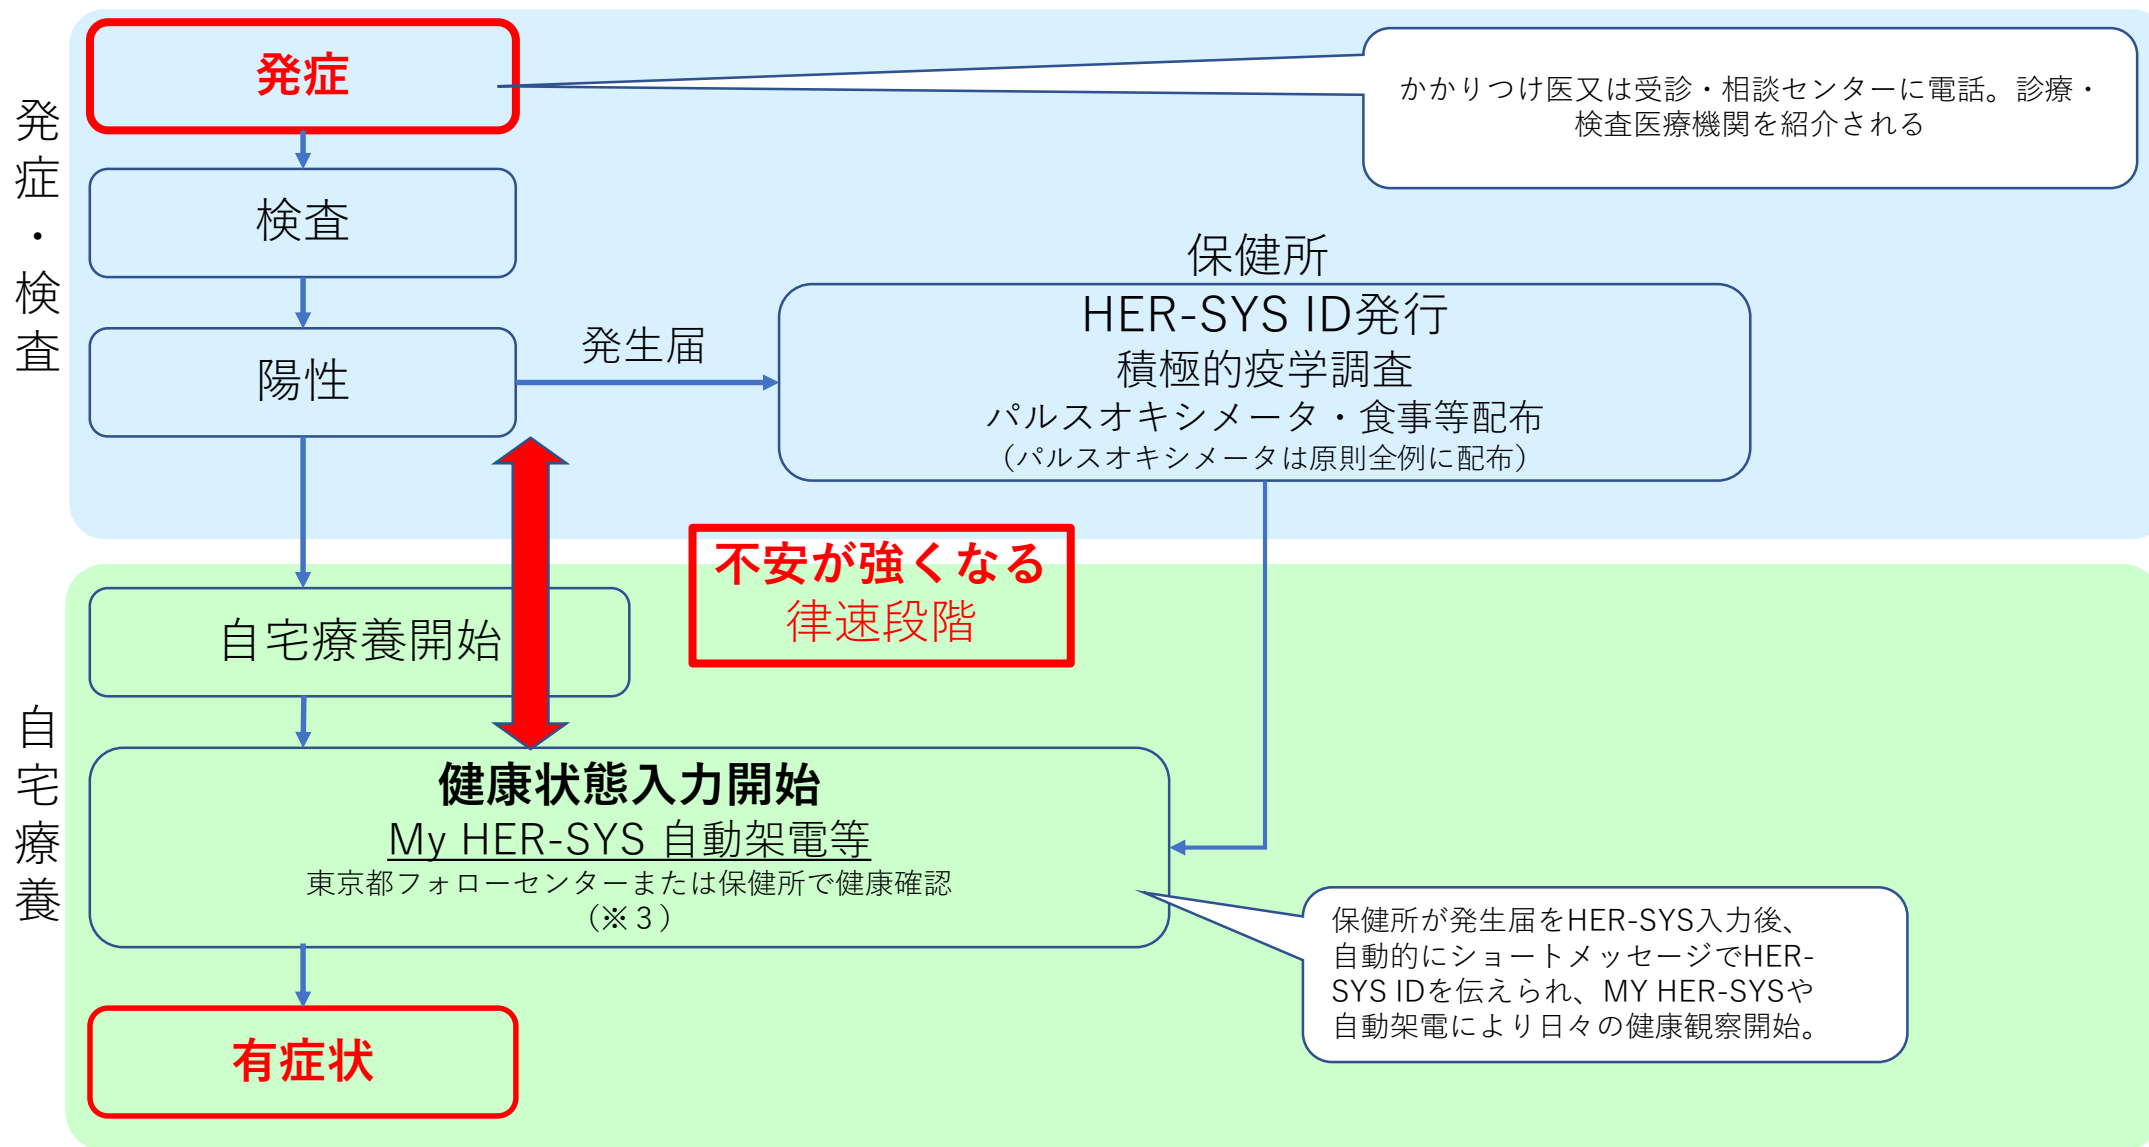 発症・検査
発症
かかりつけ医又は受診・相談センターに電話。診療・
検査医療機関を紹介される
検査
陽性
発生届
保健所
HER-SYS ID発行
積極的疫学調査
パルスオキシメータ・食事等配布
（パルスオキシメータは原則全例に配布）
不安が強くなる
律速段階
自宅療養
自宅療養開始
健康状態入力開始
My HER-SYS 自動架電等
東京都フォローセンターまたは保健所で健康確認
（※３）
保健所が発生届をHER-SYS入力後、
自動的にショートメッセージでHER-
SYS IDを伝えられ、MY HER-SYSや
自動架電により日々の健康観察開始。
有症状